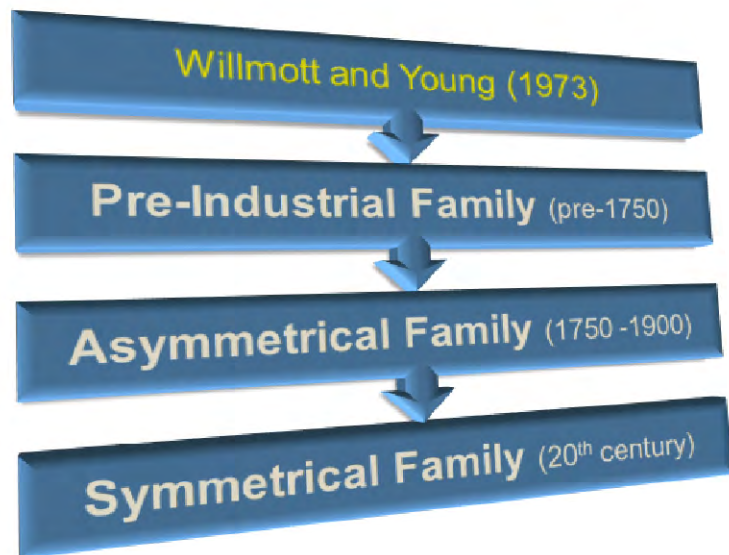 Willmott and Young (1973)
Pre-Industrial Family (pre-1750)
Asymmetrical Family (1750 -1900)
Symmetrical Family (20th century)